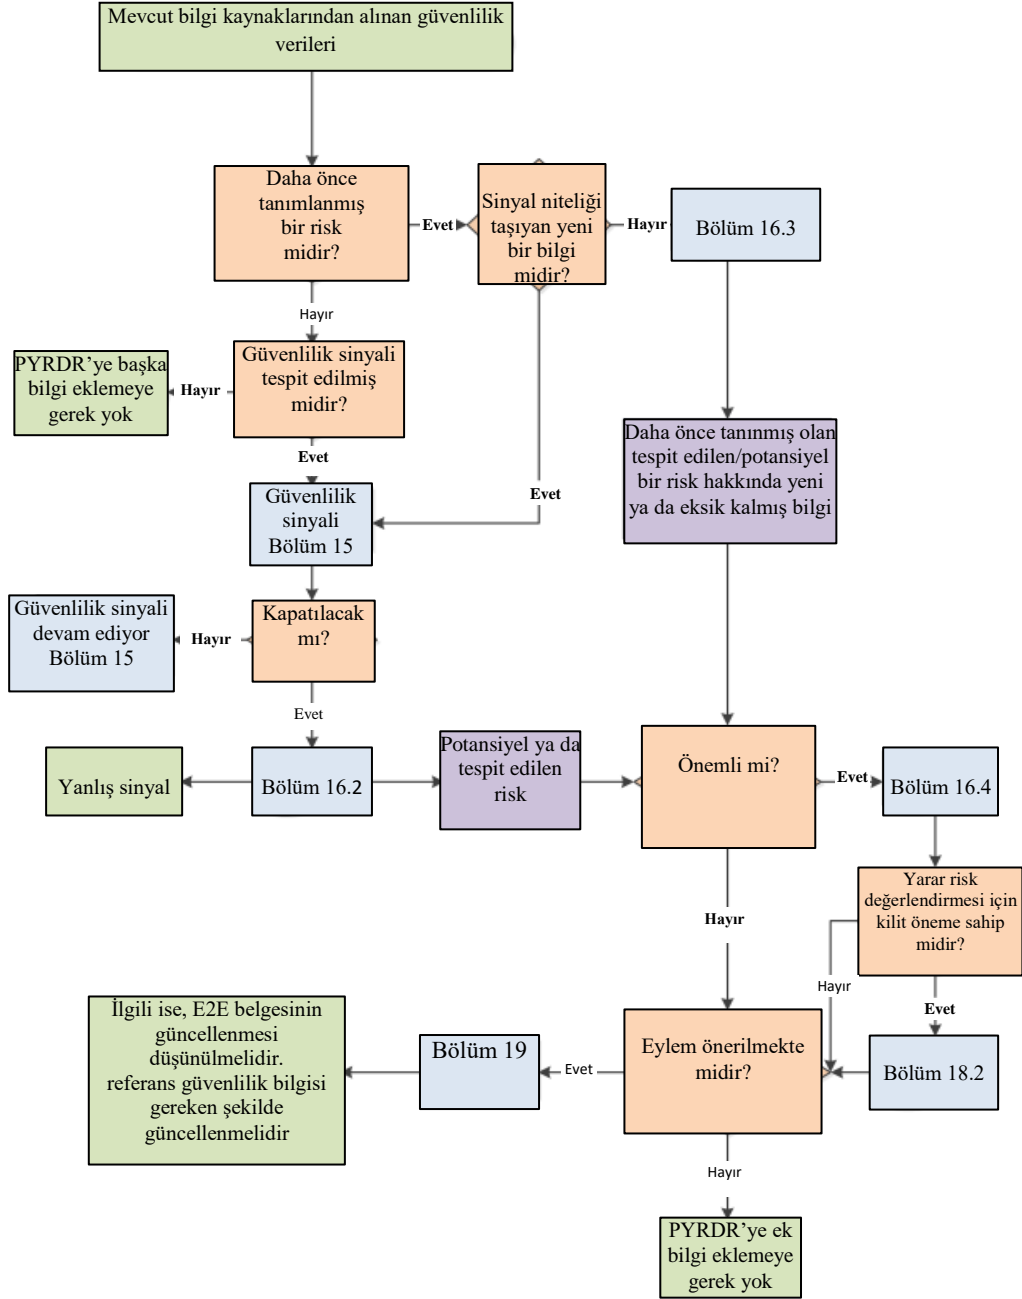 Mevcut bilgi kaynaklarından alınan güvenlilik
verileri
Daha önce
tanımlanmış
bir risk
midir?
Evet
Sinyal niteliği
taşıyan yeni
bir bilgi
midir?
Hayır
Bölüm 16.3
Hayır
Güvenlilik sinyali
tespit edilmiş
midir?
Hayır
PYRDR’ye başka
bilgi eklemeye
gerek yok
Evet
Evet
Daha önce tanınmış olan
tespit edilen/potansiyel
bir risk hakkında yeni
ya da eksik kalmış bilgi
Güvenlilik
sinyali
Bölüm 15
Kapatılacak
mı?
Hayır
Güvenlilik sinyali
devam ediyor
Bölüm 15
Evet
Yanlış sinyal
Bölüm 16.2
Potansiyel ya da
tespit edilen
risk
Önemli mi?
Evet
Bölüm 16.4
Yarar risk
değerlendirmesi için
kilit öneme sahip
midir?
Hayır
Hayır
Evet
Bölüm 18.2
Eylem önerilmekte
midir?
Evet
Bölüm 19
İlgili ise, E2E belgesinin
güncellenmesi
düşünülmelidir.
referans güvenlilik bilgisi
gereken şekilde
güncellenmelidir
Hayır
PYRDR’ye ek
bilgi eklemeye
gerek yok